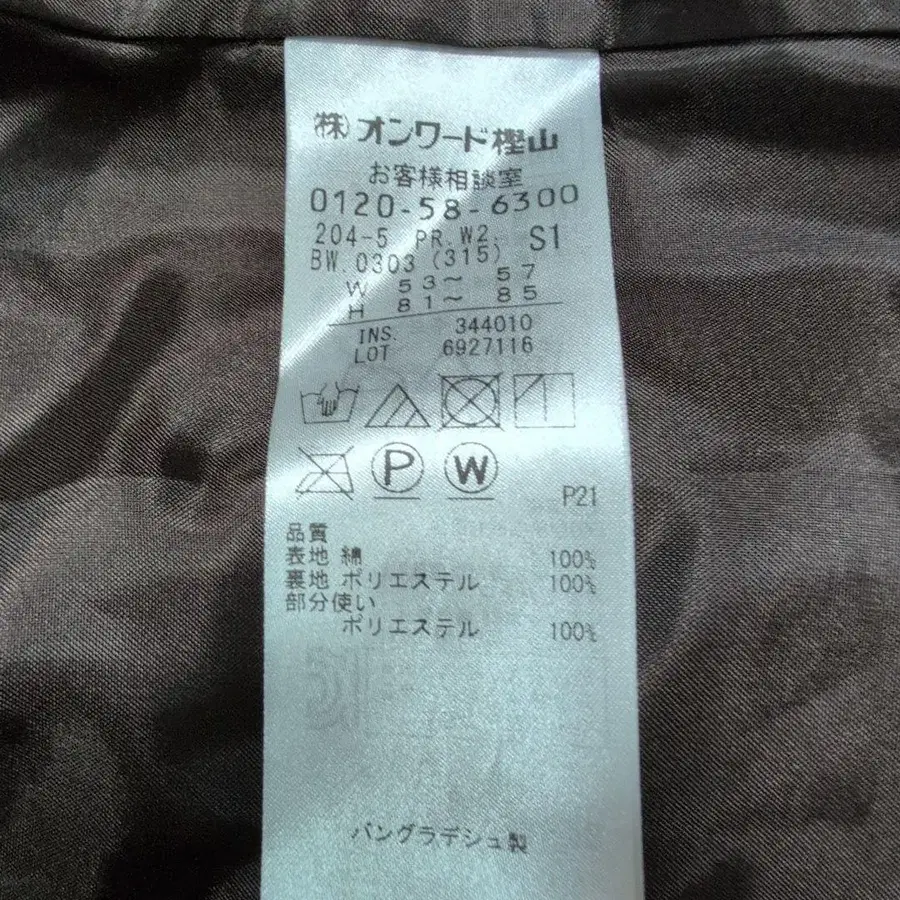 ㈱オンワード樫山
お客様相談室
0120-58-6300
204-5 PR.W2. S1
BW.0303 (315)
W 53～ 57
H 81～ 85
INS. 344010
LOT 6927116
P W
P21
品質
表地 綿 100%
裏地 ポリエステル 100%
部分使い
ポリエステル 100%
バングラデシュ製